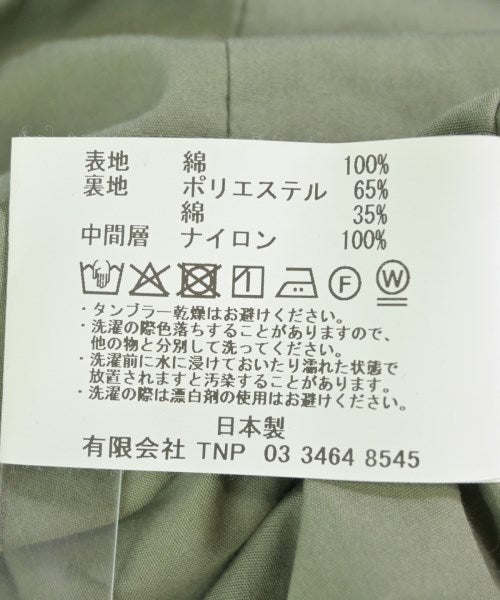 表地 綿 100%
裏地 ポリエステル 65%
綿 35%
中間層 ナイロン 100%
F W
・タンブラー乾燥はお避けください。
・洗濯の際色落ちすることがありますので、
他の物と分別して洗ってください。
・洗濯前に水に浸けておいたり濡れた状態で
放置されますと汚染することがあります。
・洗濯の際は漂白剤の使用はお避けください。
日本製
有限会社 TNP 03 3464 8545